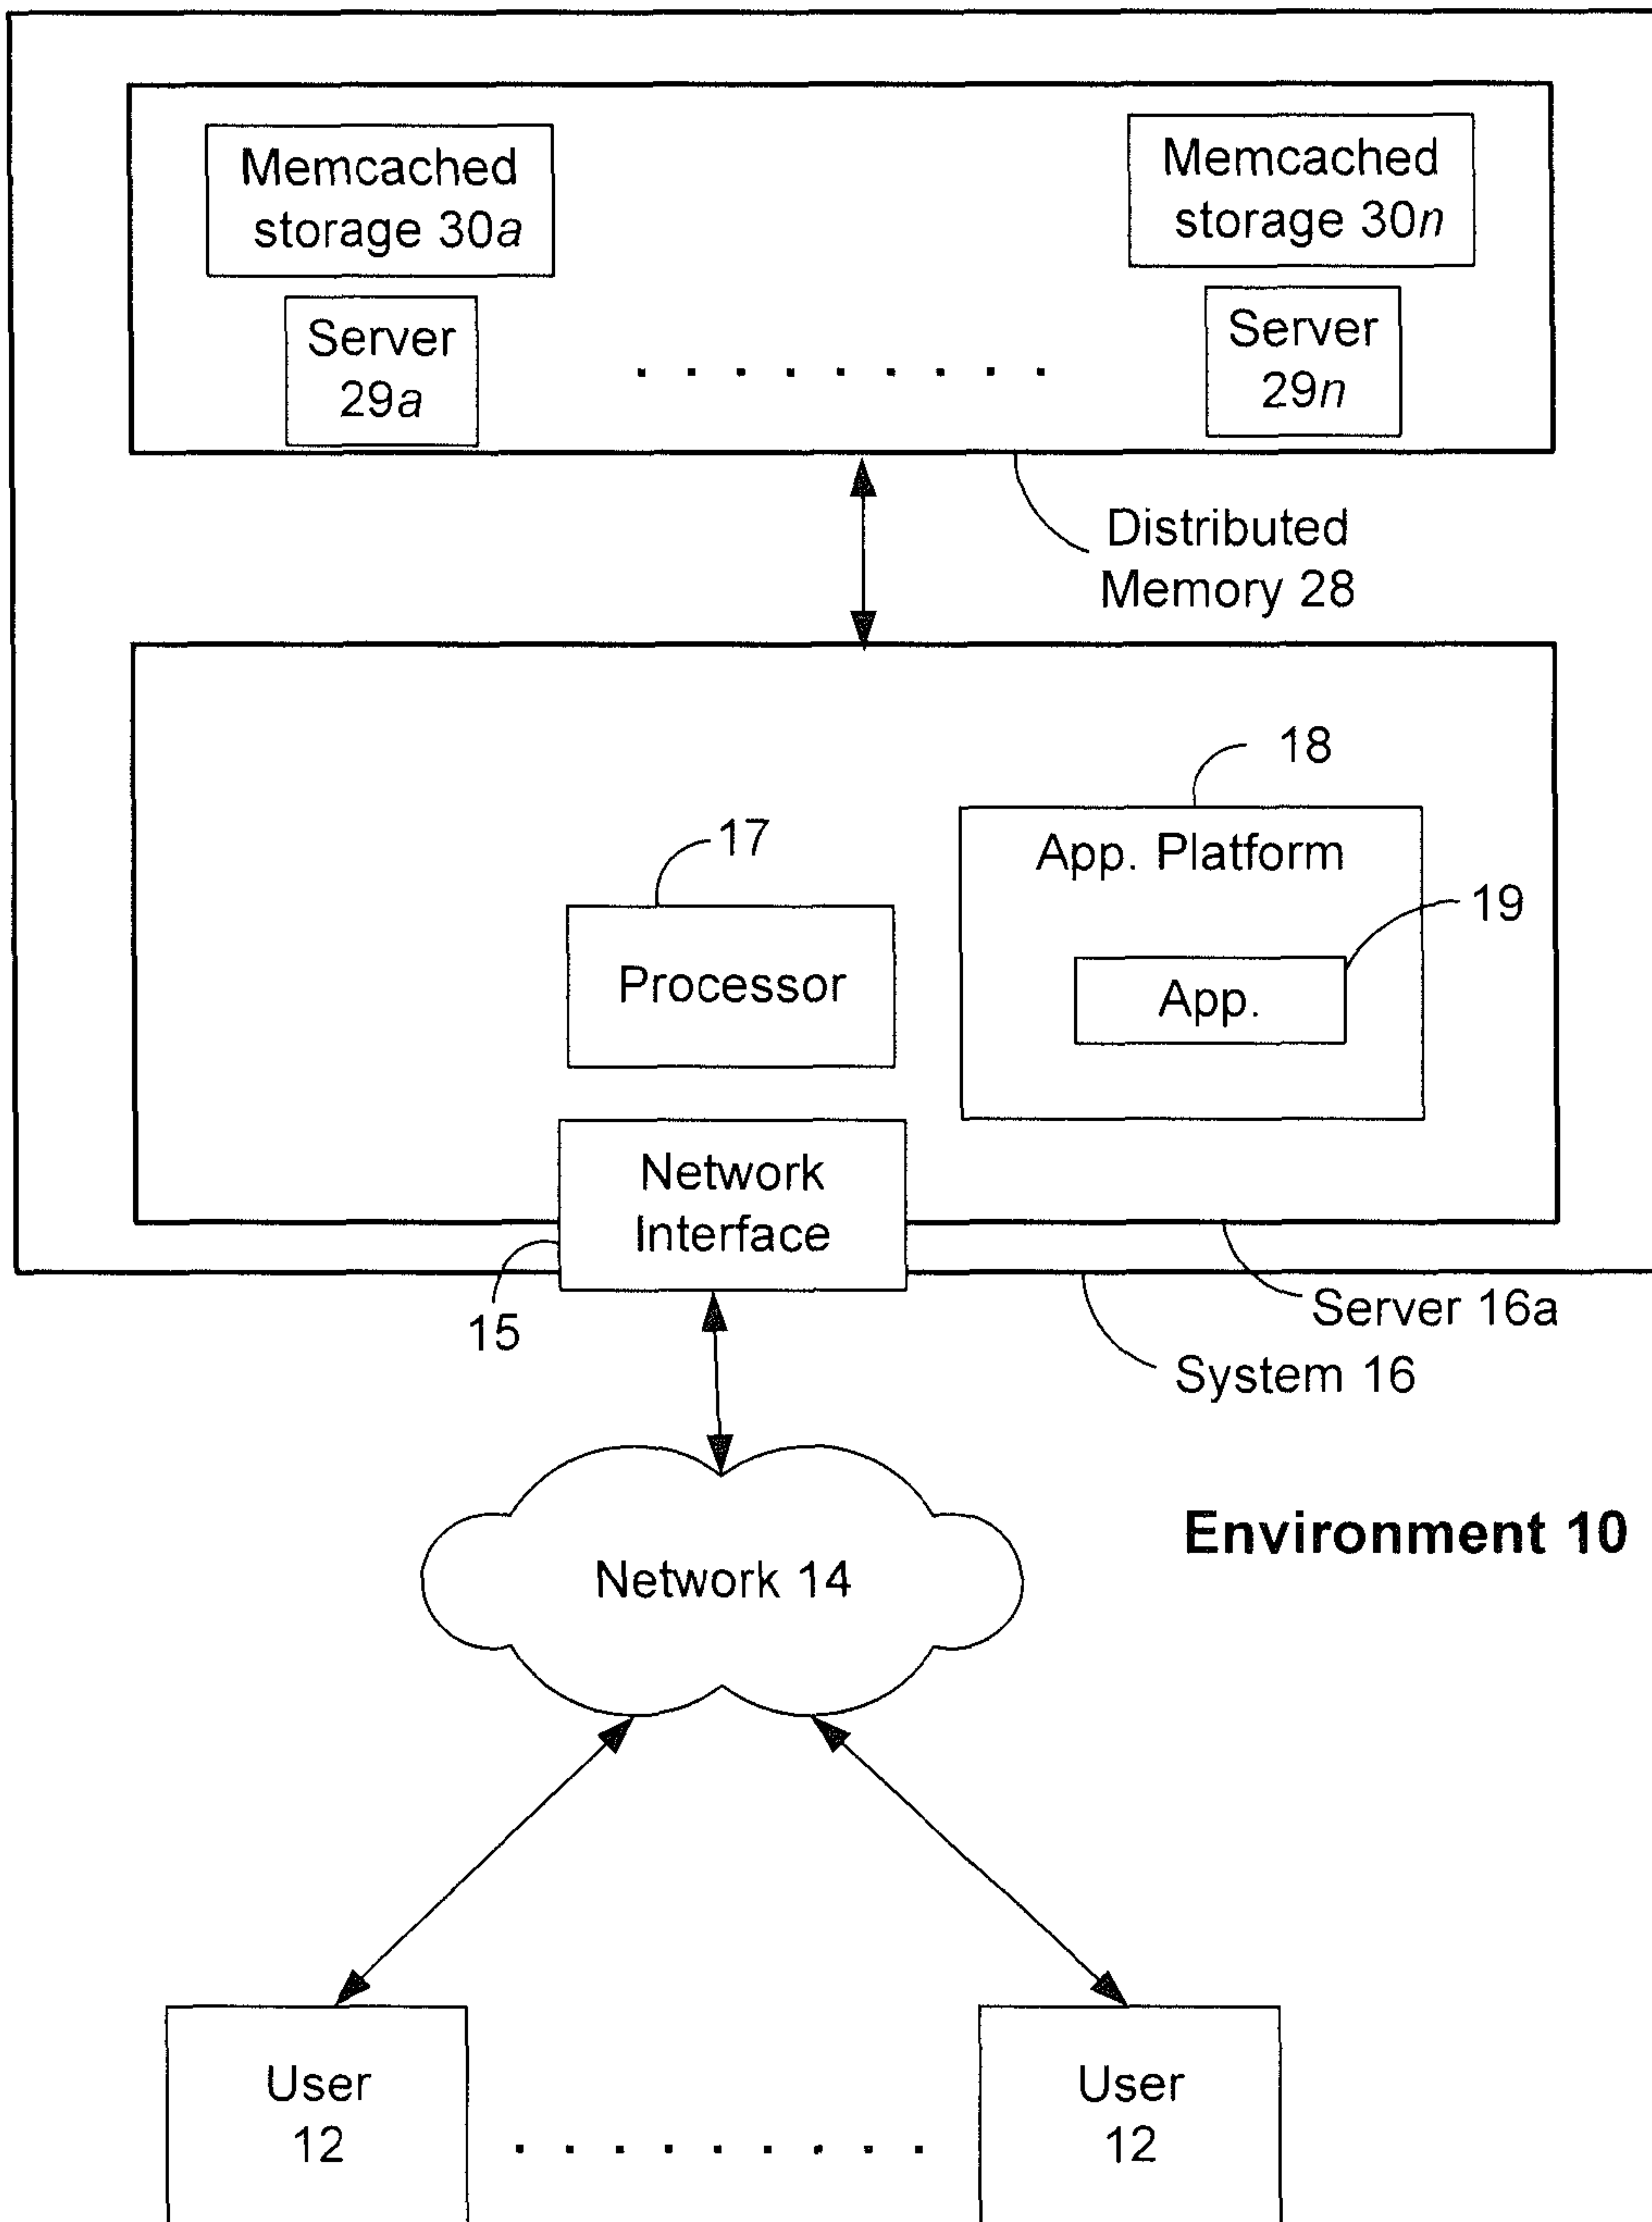 Memcached
storage 30a
Memcached
storage 30n
Server
29a
. . . . . . . . .
Server
29n
Distributed
Memory 28
18
App. Platform
17
19
Processor
App.
Network
Interface
15
Server 16a
System 16
Network 14
Environment 10
User
12
. . . . . . . . .
User
12